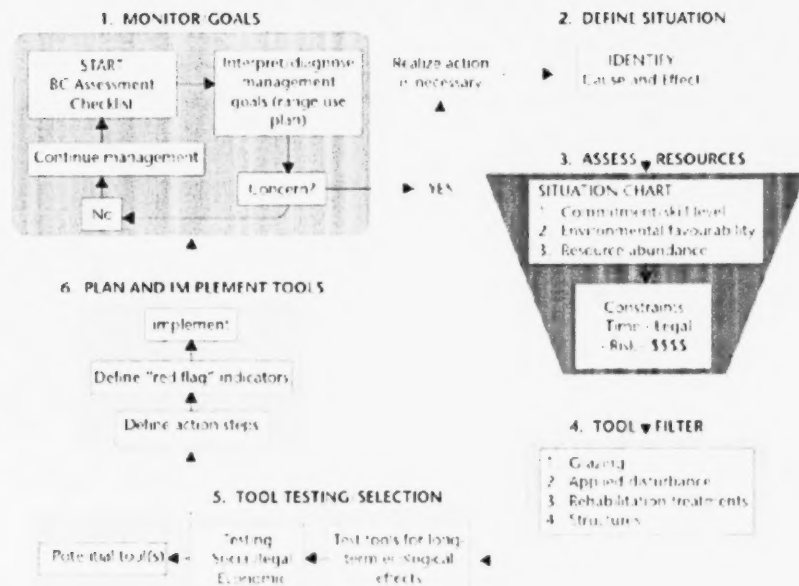 1. MONITOR GOALS
START
BC Assessment
Checklist
Interpret/diagnose
management
goals (range use
plan)
Continue management
Concern?
No
YES
Realize action
is necessary
2. DEFINE SITUATION
IDENTIFY
Cause and Effect
3. ASSESS RESOURCES
SITUATION CHART
1. Commitment/skill level
2. Environmental favourability
3. Resource abundance
Constraints
Time - Legal
- Risk - $$$$
4. TOOL FILTER
1. Grazing
2. Applied disturbance
3. Rehabilitation treatments
4. Structures
5. TOOL TESTING/SELECTION
Test tools for long-
term ecological
effects
Testing
Social/legal
Economic
Potential tool(s)
6. PLAN AND IMPLEMENT TOOLS
implement
Define "red flag" indicators
Define action steps